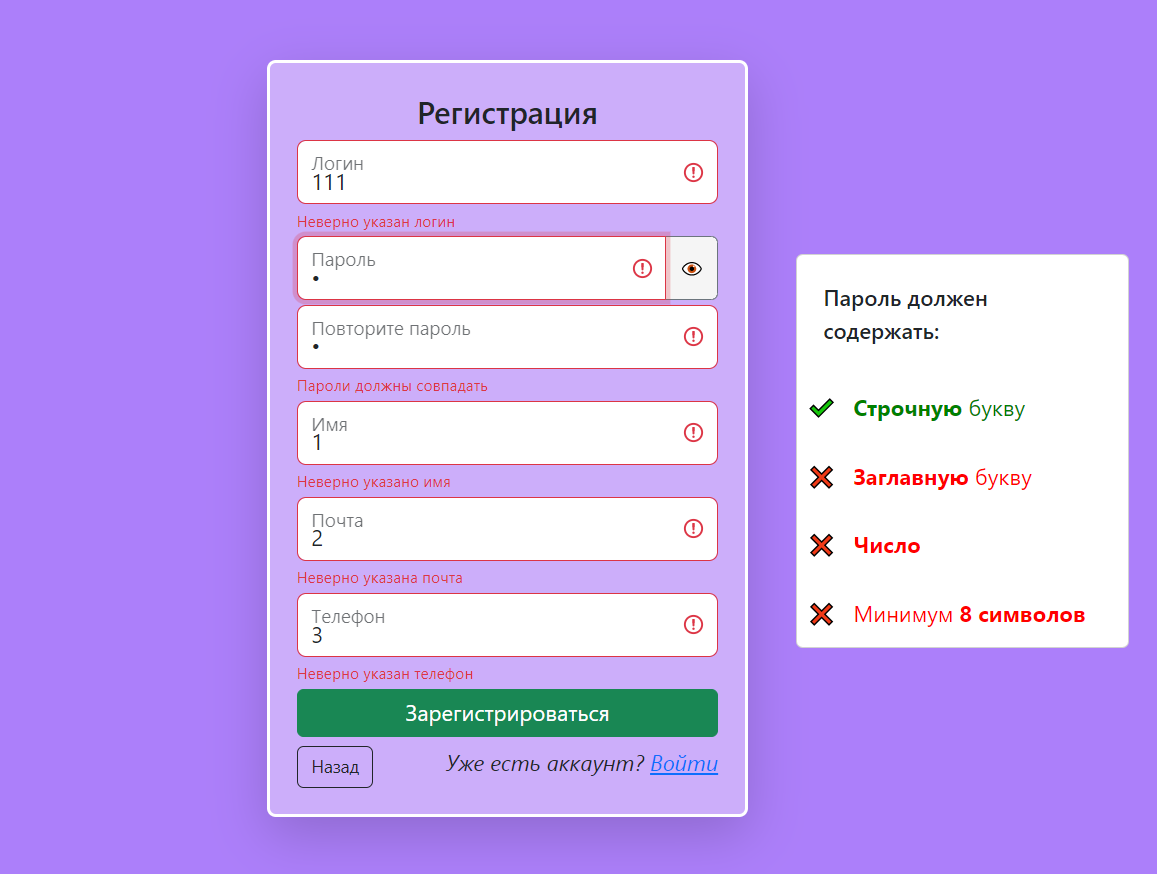 Регистрация
Логин
111
Неверно указан логин
Пароль
•
Повторите пароль
•
Пароли должны совпадать
Имя
1
Неверно указано имя
Почта
2
Неверно указана почта
Телефон
3
Неверно указан телефон
Зарегистрироваться
Назад
Уже есть аккаунт? Войти
Пароль должен
содержать:
Строчную букву
Заглавную букву
Число
Минимум 8 символов